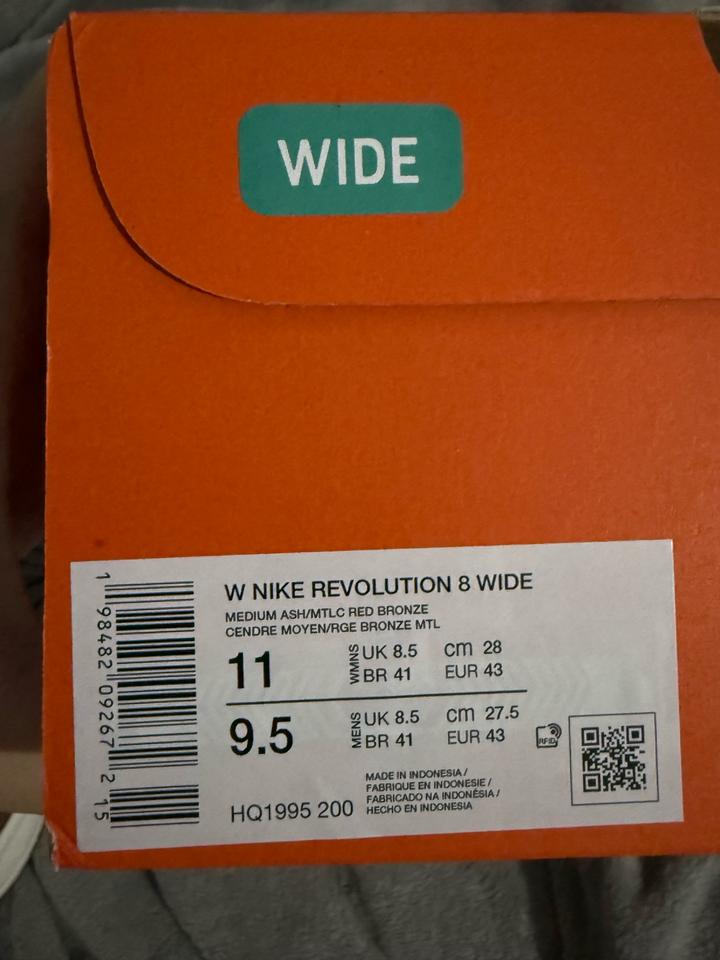 WIDE
W NIKE REVOLUTION 8 WIDE
MEDIUM ASH/MTLC RED BRONZE
CENDRE MOYEN/RGE BRONZE MTL
11 WMNS UK 8.5 cm 28
BR 41 EUR 43
9.5 MENS UK 8.5 cm 27.5
BR 41 EUR 43
RFID
MADE IN INDONESIA /
FABRIQUE EN INDONESIE /
FABRICADO NA INDONÉSIA /
HECHO EN INDONESIA
HQ1995 200
1 98482 09267 2 15